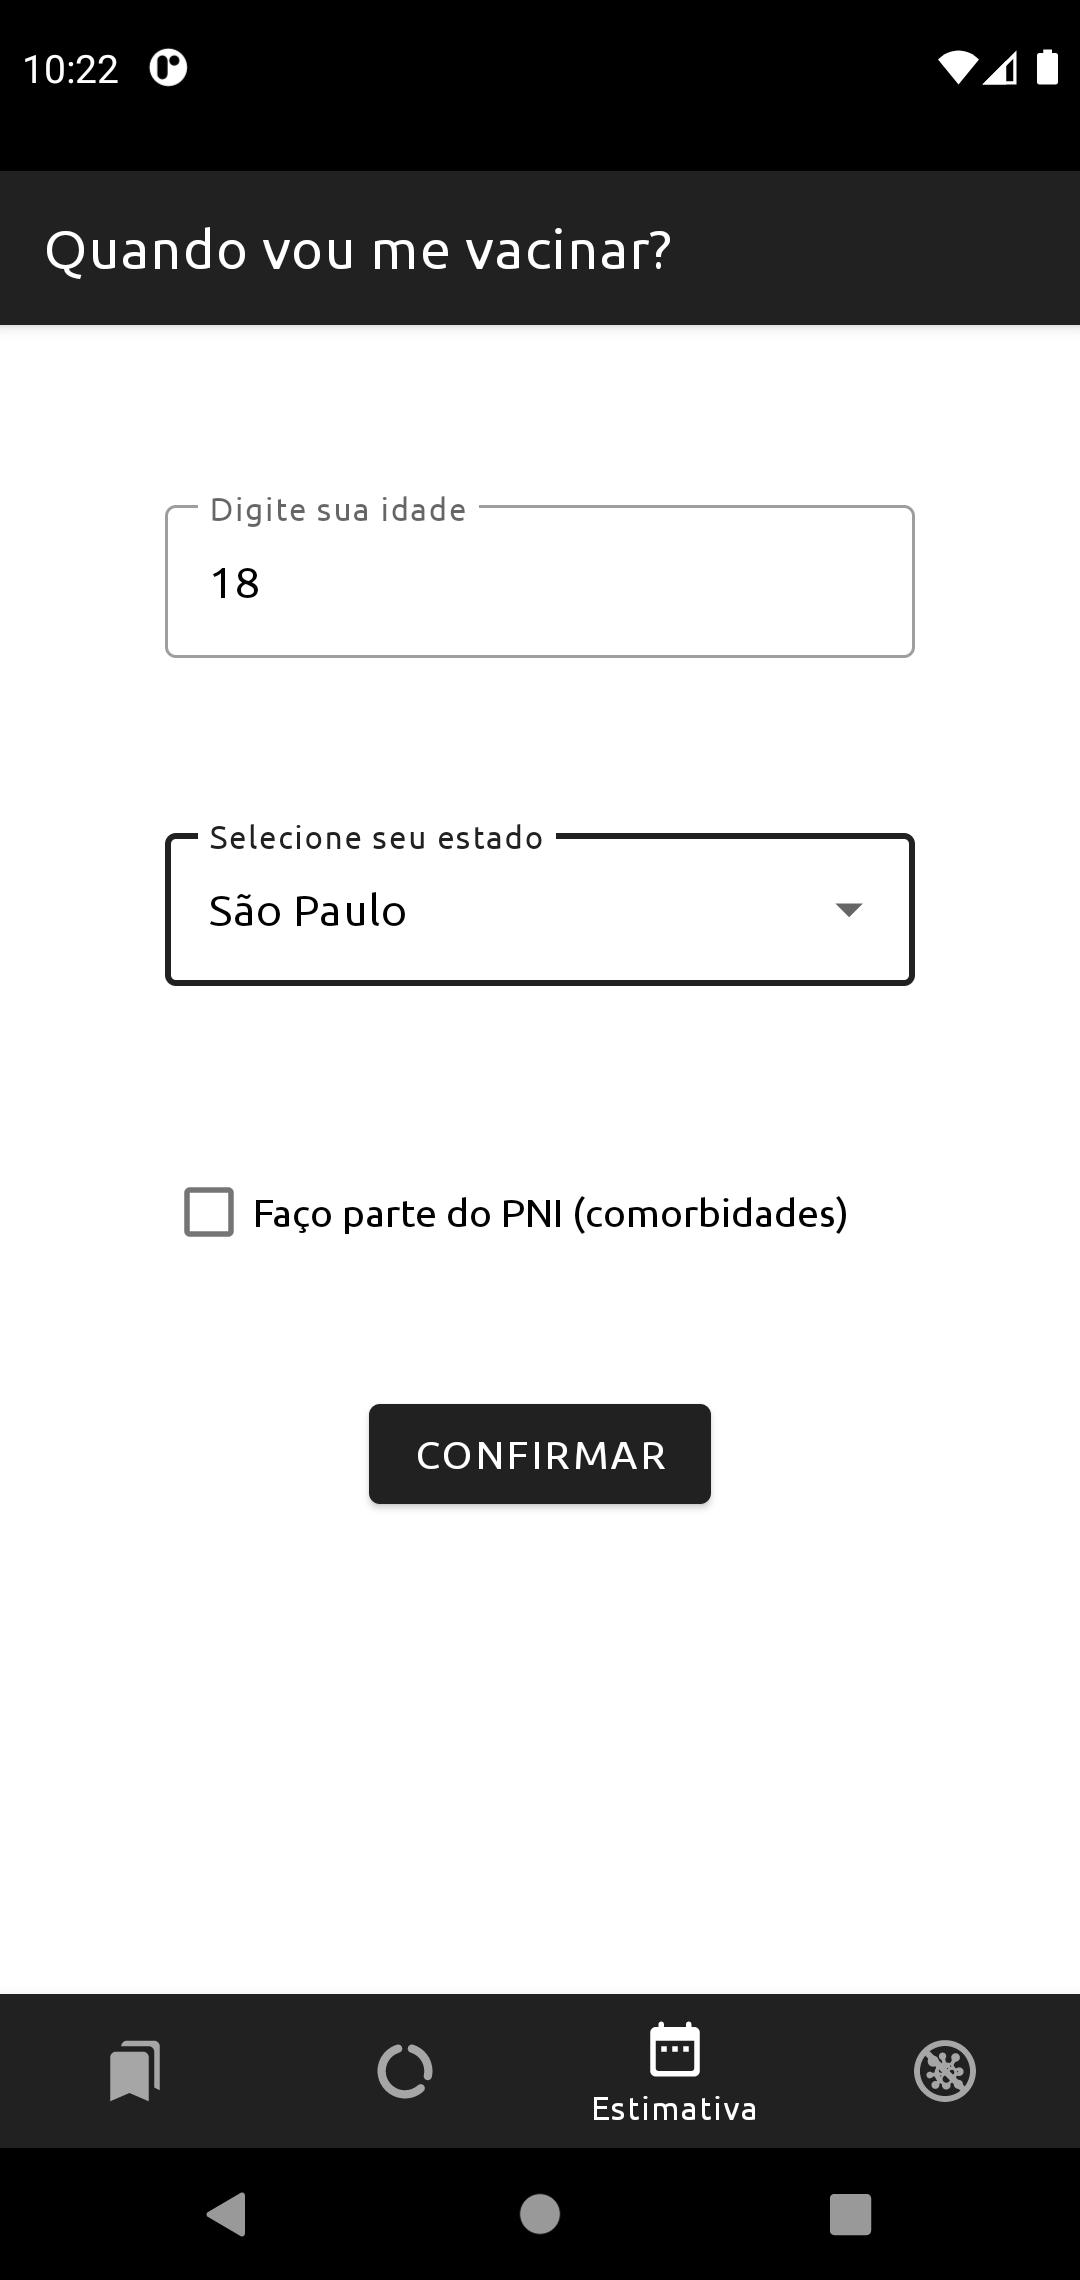 10:22
Quando vou me vacinar?
Digite sua idade
18
Selecione seu estado
São Paulo
Faço parte do PNI (comorbidades)
CONFIRMAR
Estimativa